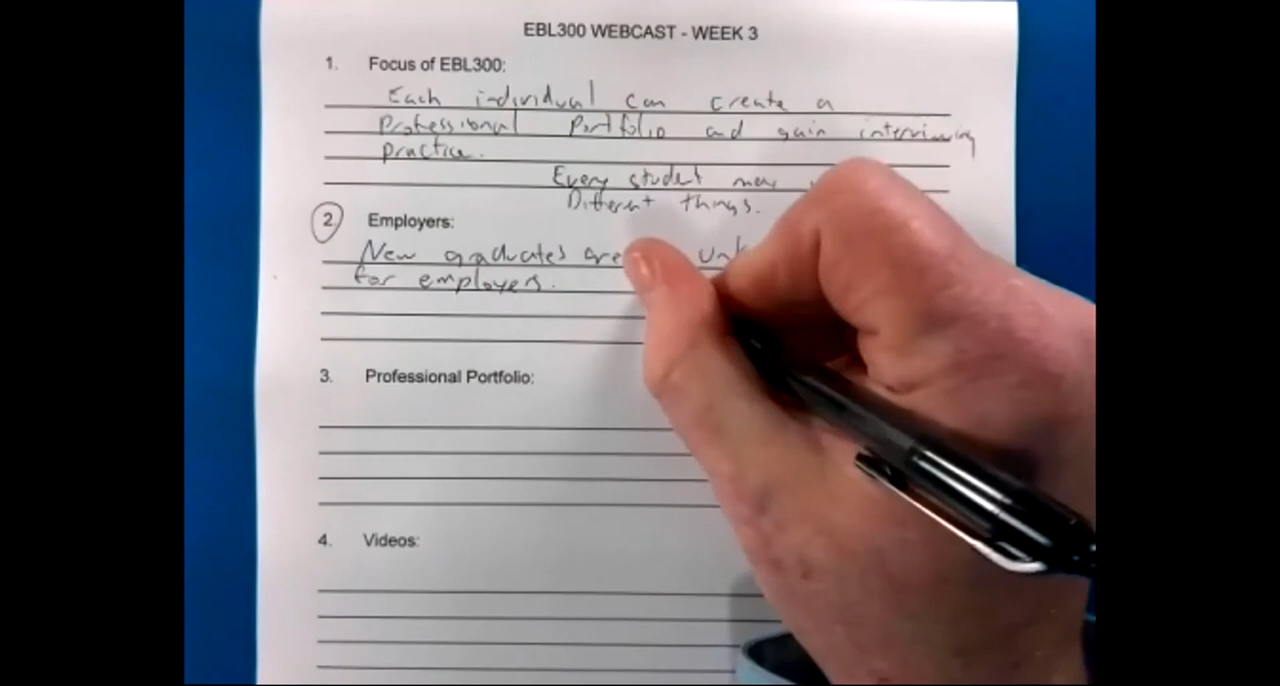 EBL300 WEBCAST - WEEK 3
1. Focus of EBL300:
Each individual can create a
Professional Portfolio and gain interviewing
practice.
Every student may
Different things.
2 Employers:
New graduates are
for employers.
3. Professional Portfolio:
4. Videos: